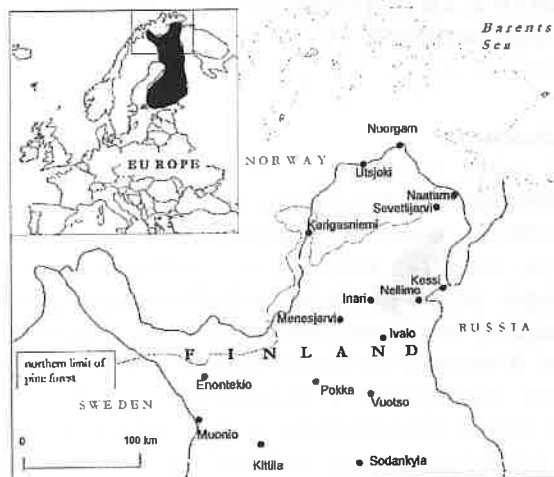 Barents
Sea
EUROPE
NORWAY
Nuorgam
Utsjoki
Naatamo
Sevettijarvi
Karigasniemi
Kessi
Nellimo
Inari
Menesjarvi
Ivalo
RUSSIA
FINLAND
northern limit of
pine forest
Enontekio
Pokka
Vuotso
SWEDEN
0 100 km
Muonio
Kittila
Sodankyla